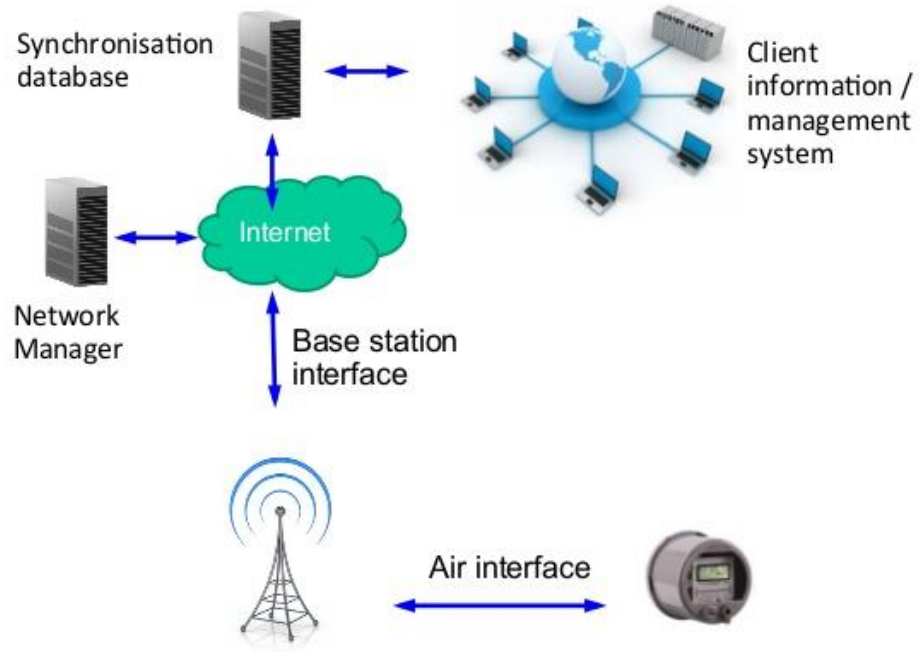 Synchronisation
database
Client
information /
management
system
Internet
Network
Manager
Base station
interface
Air interface